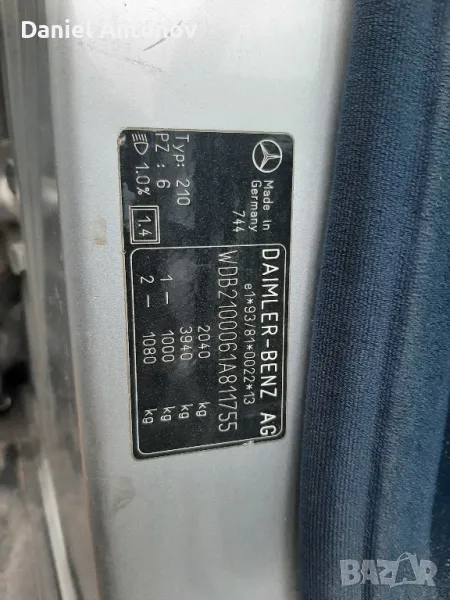 Daniel Antonov
Made in
Germany
744
DAIMLER-BENZ AG
e1*93/81*0022*13
WDB2100061A811755
2040 kg
3940 kg
1- 1000 kg
2- 1080 kg
Typ: 210
PZ : 6
1.0% 1.4
BAZAR